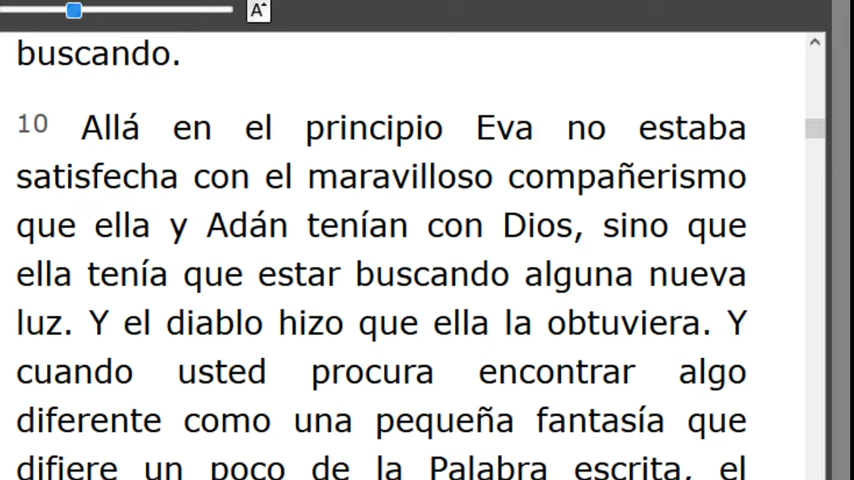 A
buscando.
10 Allá en el principio Eva no estaba
satisfecha con el maravilloso compañerismo
que ella y Adán tenían con Dios, sino que
ella tenía que estar buscando alguna nueva
luz. Y el diablo hizo que ella la obtuviera. Y
cuando usted procura encontrar algo
diferente como una pequeña fantasía que
difiere un poco de la Palabra escrita, el